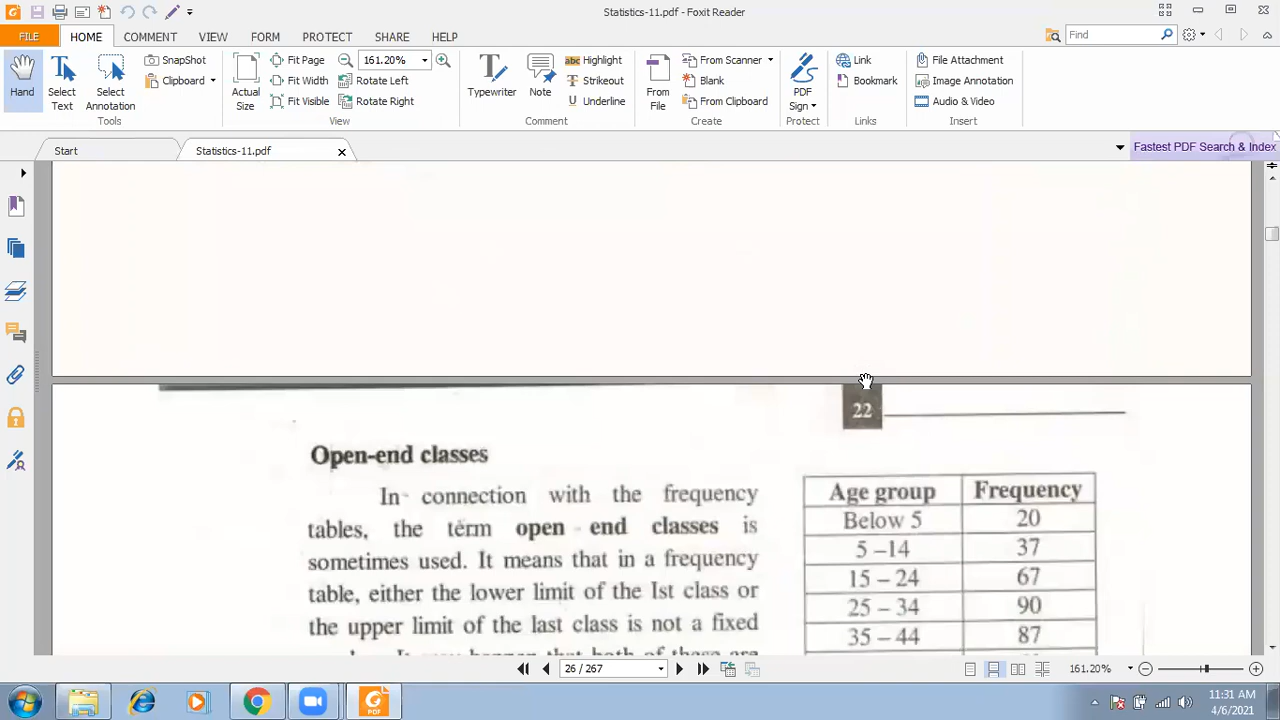 Statistics-11.pdf - Foxit Reader
FILE HOME COMMENT VIEW FORM PROTECT SHARE HELP
Find
Hand
Select Text
Select Annotation
SnapShot
Clipboard
Tools
Actual Size
Fit Page
Fit Width
Fit Visible
161.20%
Rotate Left
Rotate Right
View
Typewriter
Note
Highlight
Strikeout
Underline
Comment
From File
From Scanner
Blank
From Clipboard
Create
PDF Sign
Protect
Link
Bookmark
Links
File Attachment
Image Annotation
Audio & Video
Insert
Start
Statistics-11.pdf
Fastest PDF Search & Index
22
Open-end classes
In connection with the frequency
tables, the term open end classes is
sometimes used. It means that in a frequency
table, either the lower limit of the Ist class or
the upper limit of the last class is not a fixed
Age group Frequency
Below 5 20
5 –14 37
15 – 24 67
25 – 34 90
35 – 44 87
26 / 267
161.20%
PDF
11:31 AM
4/6/2021